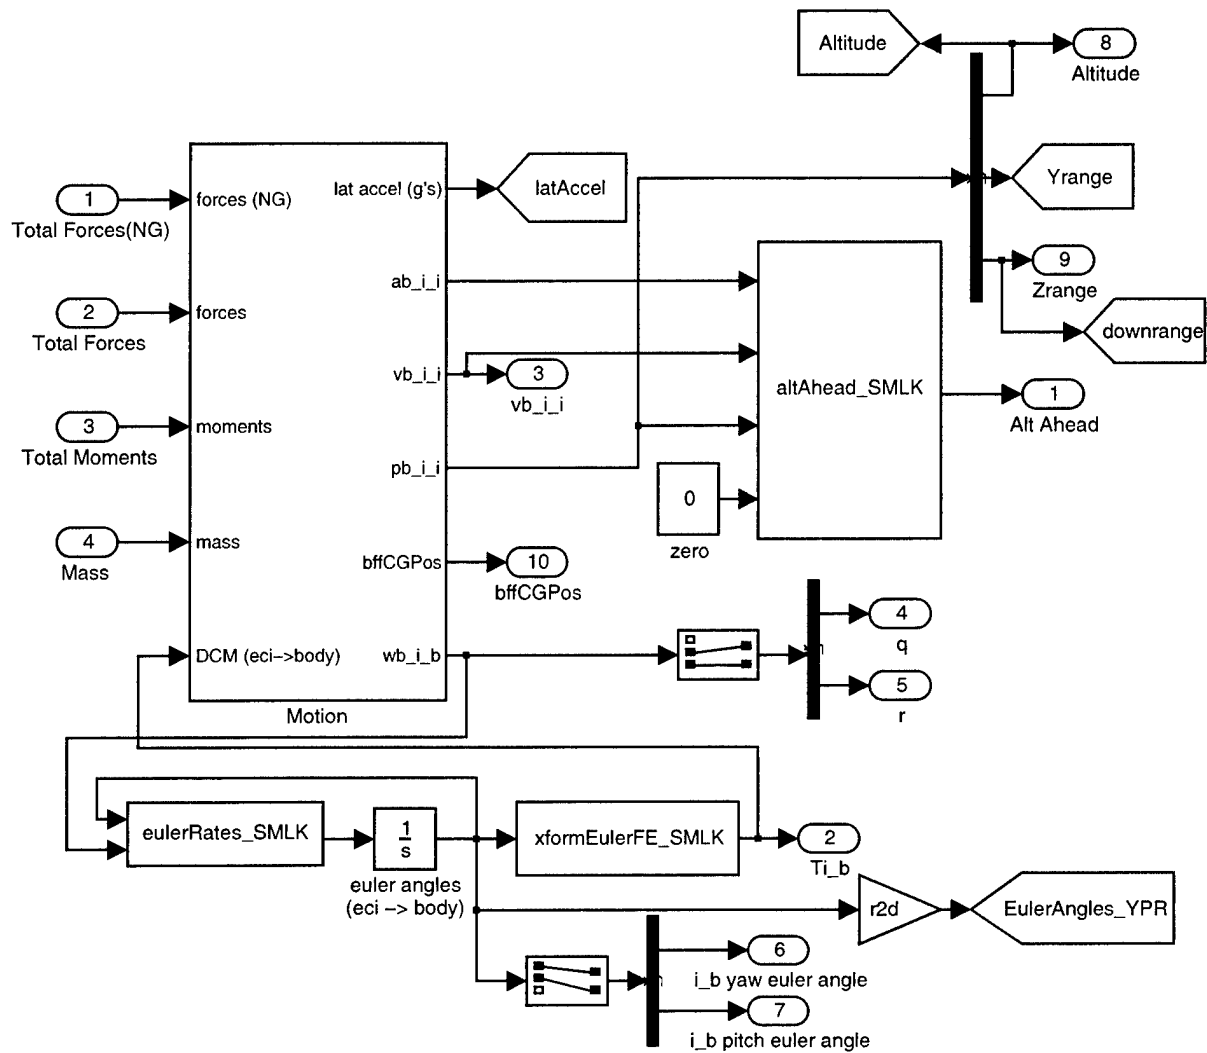 Altitude
8
Altitude
1
Total Forces(NG)
forces (NG)
lat accel (g's)
latAccel
Yrange
2
Total Forces
forces
ab_i_i
9
Zrange
downrange
vb_i_i
3
vb_i_i
altAhead_SMLK
1
Alt Ahead
3
Total Moments
moments
pb_i_i
0
zero
4
Mass
mass
bffCGPos
10
bffCGPos
DCM (eci->body)
wb_i_b
4
q
5
r
Motion
eulerRates_SMLK
1
s
euler angles
(eci -> body)
xformEulerFE_SMLK
2
Ti_b
r2d
EulerAngles_YPR
6
i_b yaw euler angle
7
i_b pitch euler angle